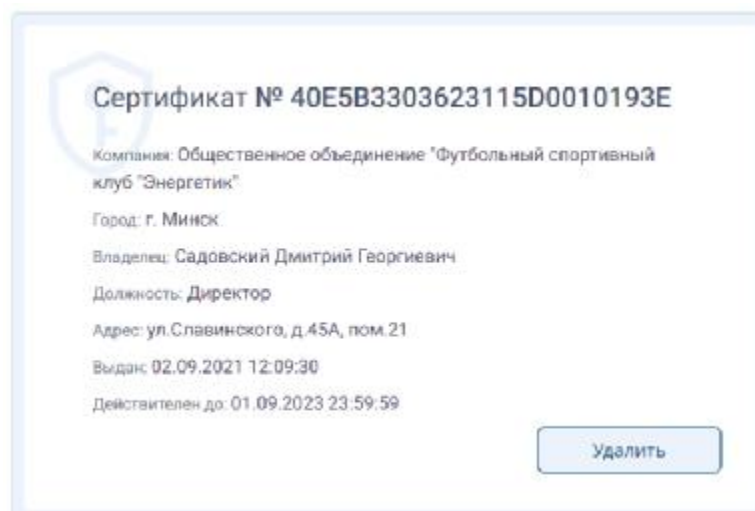 Сертификат № 40E5B3303623115D0010193E
Компания: Общественное объединение "Футбольный спортивный
клуб "Энергетик"
Город: г. Минск
Владелец: Садовский Дмитрий Георгиевич
Должность: Директор
Адрес: ул.Славинского, д.45А, пом.21
Выдан: 02.09.2021 12:09:30
Действителен до: 01.09.2023 23:59:59
Удалить